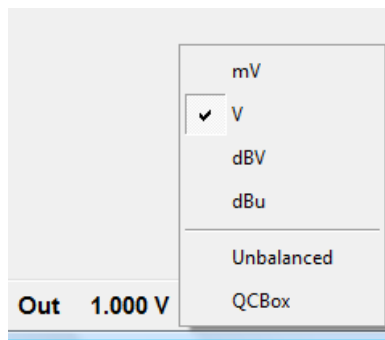 mV
V
dBV
dBu
Unbalanced
QCBox
Out 1.000 V